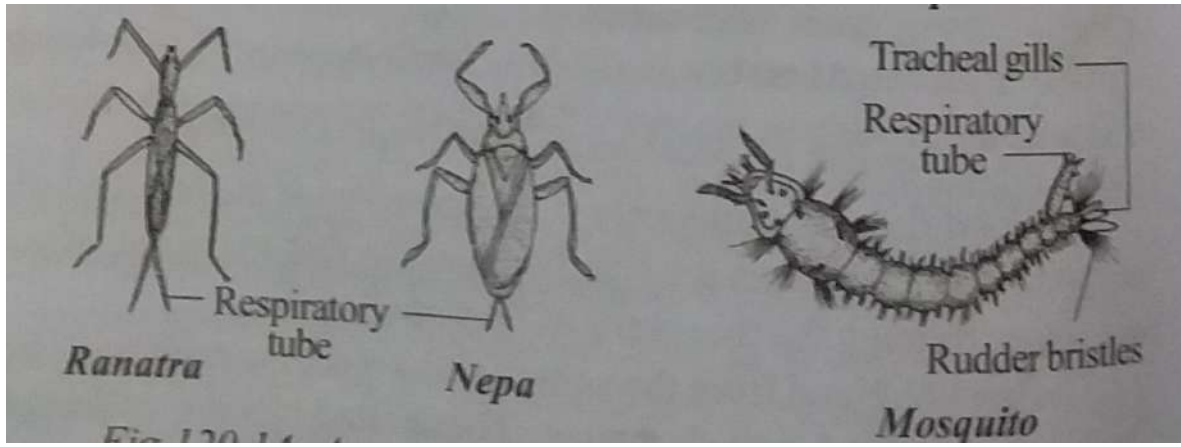 Tracheal gills
Respiratory
tube
Respiratory
tube
Ranatra
Nepa
Rudder bristles
Mosquito